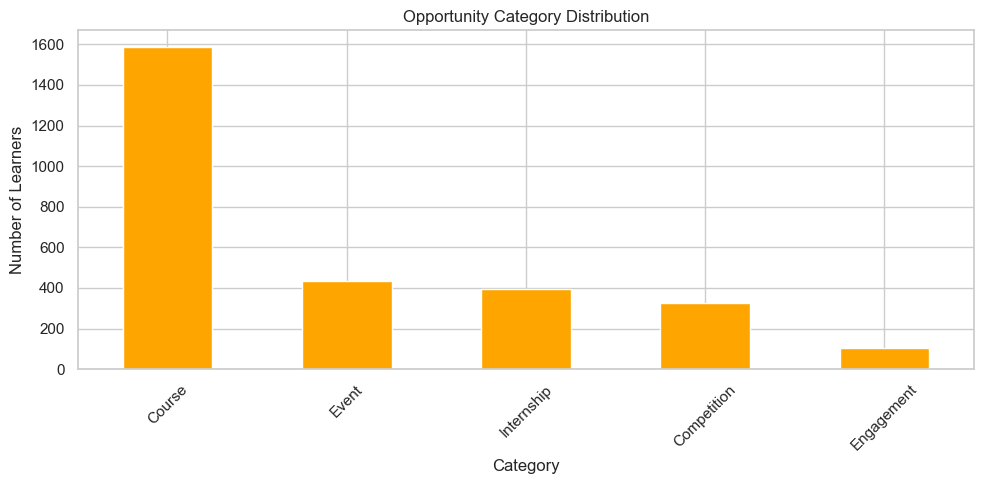 Opportunity Category Distribution
Number of Learners
1600
1400
1200
1000
800
600
400
200
0
Course
Event
Internship
Competition
Engagement
Category